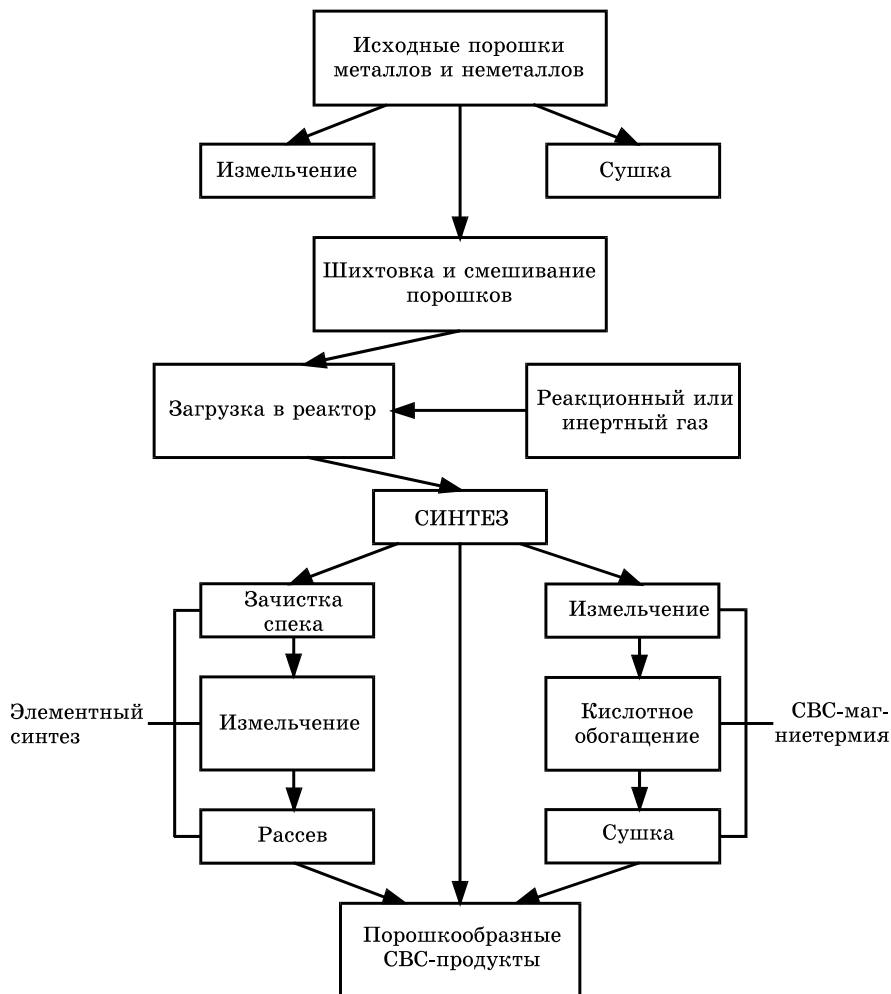 Исходные порошки
металлов и неметаллов
Измельчение
Сушка
Шихтовка и смешивание
порошков
Загрузка в реактор
Реакционный или
инертный газ
СИНТЕЗ
Зачистка
спека
Измельчение
Элементный
синтез
Измельчение
Кислотное
обогащение
СВС-маг-
ниетермия
Рассев
Сушка
Порошкообразные
СВС-продукты